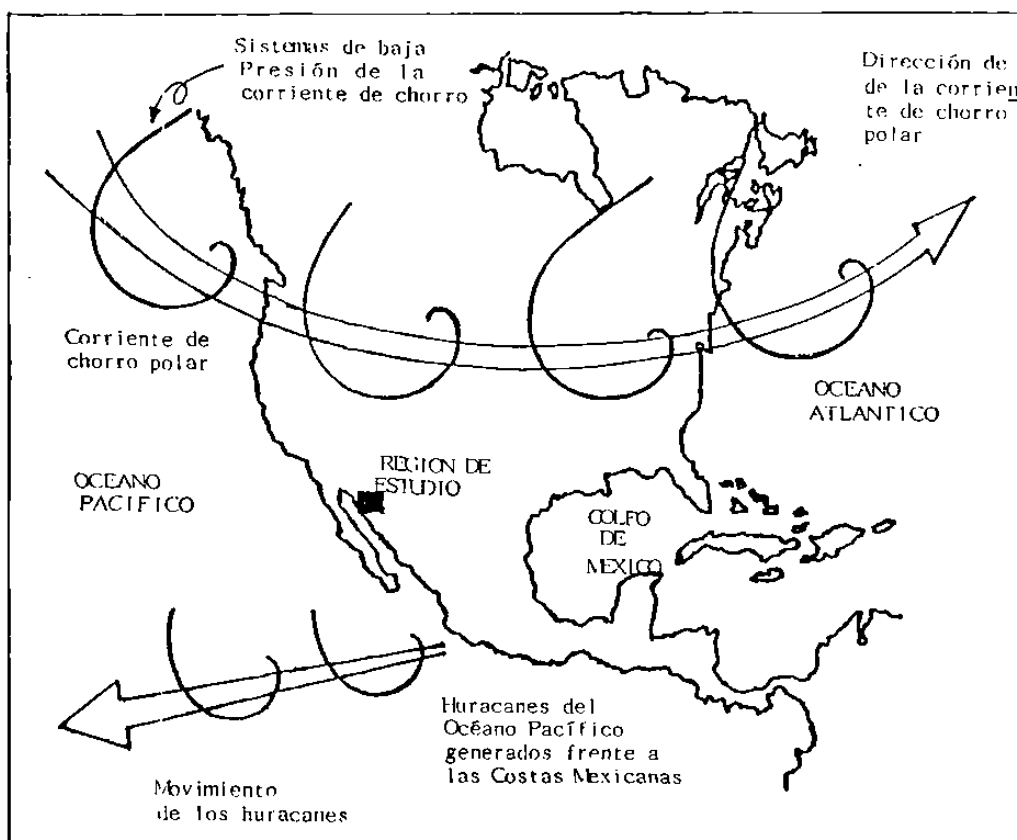 Sistemas de baja
Presión de la
corriente de chorro
Dirección de
de la corrien
te de chorro
polar
Corriente de
chorro polar
OCEANO
ATLANTICO
OCEANO
PACIFICO
REGION DE
ESTUDIO
GOLFO
DE
MEXICO
Huracanes del
Océano Pacífico
generados frente a
las Costas Mexicanas
Movimiento
de los huracanes